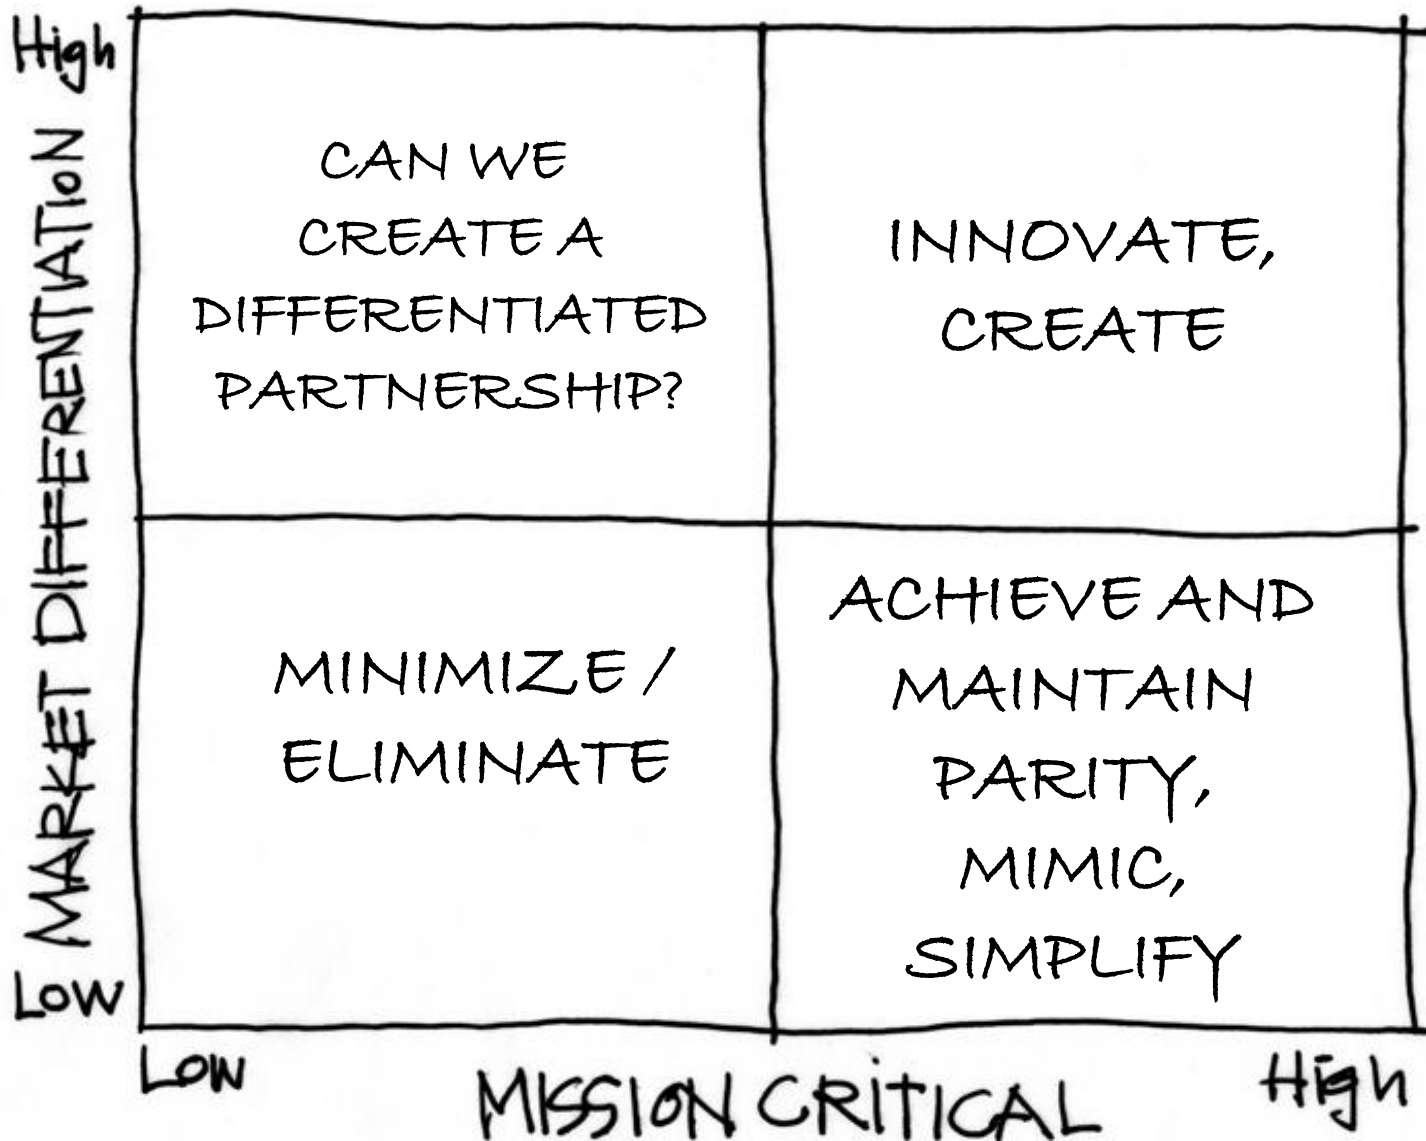 High
MARKET DIFFERENTIATION
Low
CAN WE
CREATE A
DIFFERENTIATED
PARTNERSHIP?
INNOVATE,
CREATE
MINIMIZE /
ELIMINATE
ACHIEVE AND
MAINTAIN
PARITY,
MIMIC,
SIMPLIFY
Low
MISSION CRITICAL
High